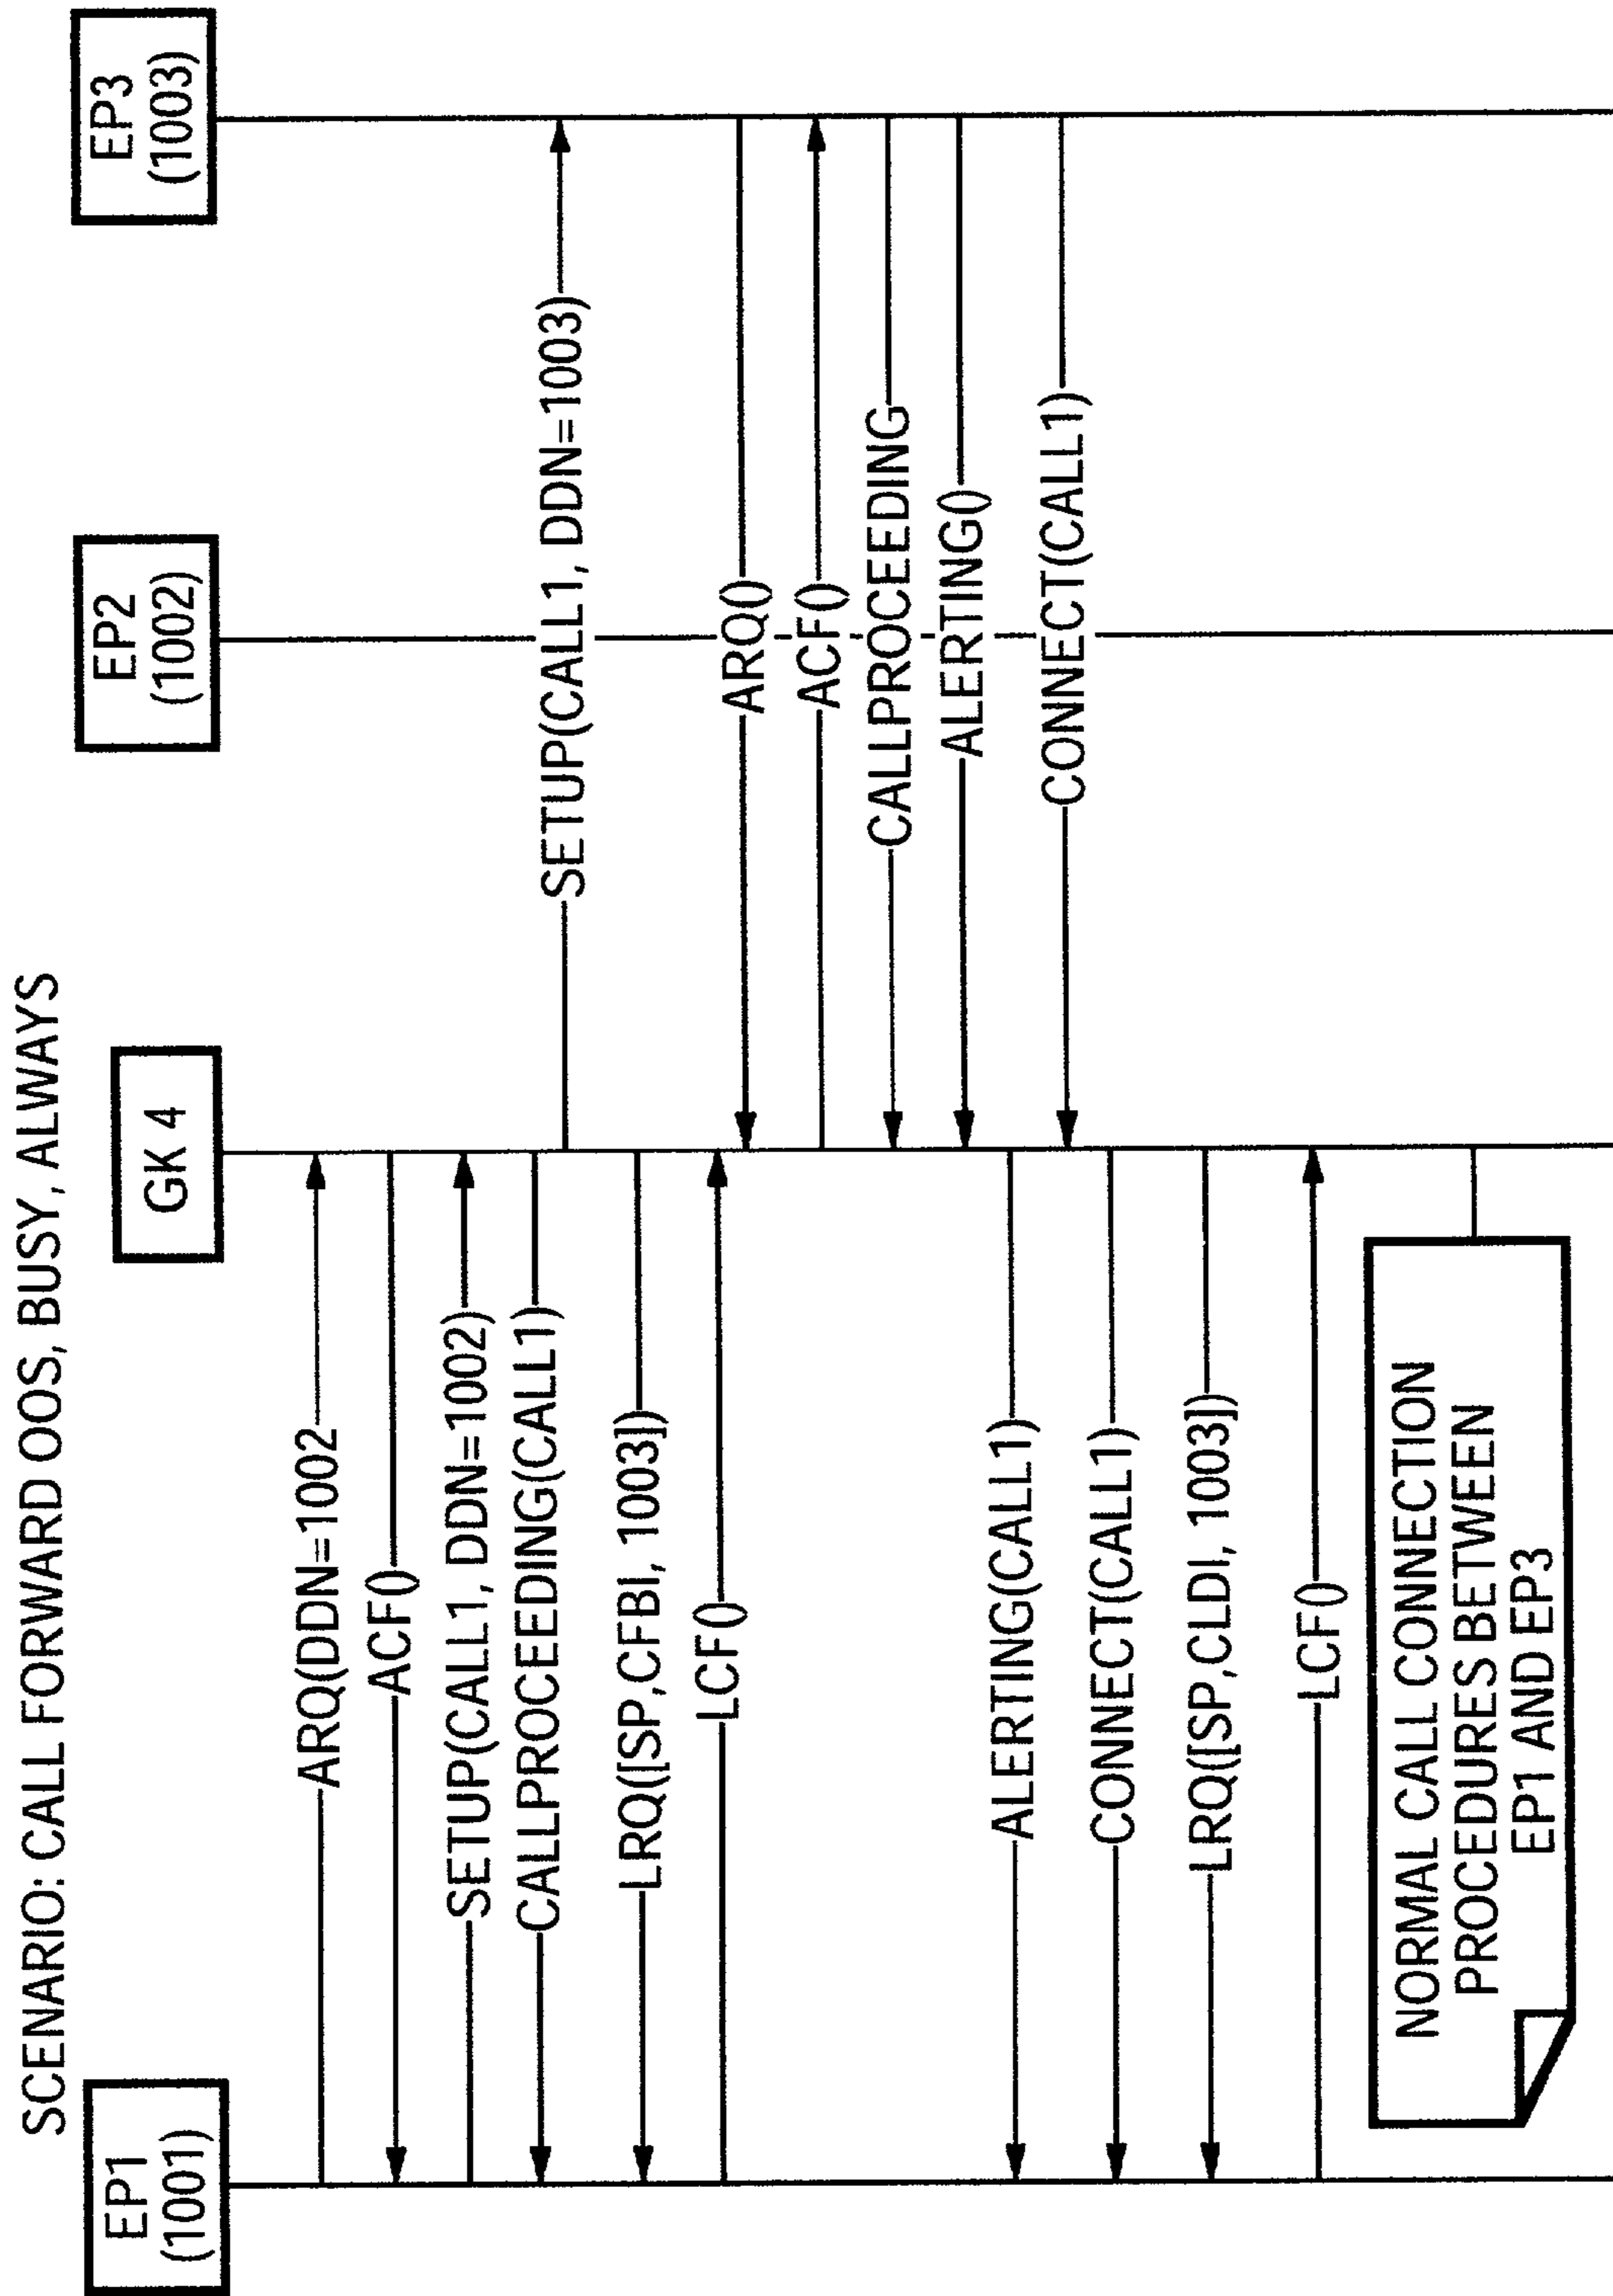 SCENARIO: CALL FORWARD OOS, BUSY, ALWAYS
EP1
(1001)
GK 4
EP2
(1002)
EP3
(1003)
ARQ(DDN=1002
ACF()
SETUP(CALL1, DDN=1002)
CALLPROCEEDING(CALL1)
SETUP(CALL1, DDN=1003)
LRQ([SP,CFBI, 1003])
LCF()
ARQ()
ACF()
CALLPROCEEDING
ALERTING()
ALERTING(CALL1)
CONNECT(CALL1)
CONNECT(CALL1)
LRQ([SP,CLDI, 1003])
LCF()
NORMAL CALL CONNECTION
PROCEDURES BETWEEN
EP1 AND EP3